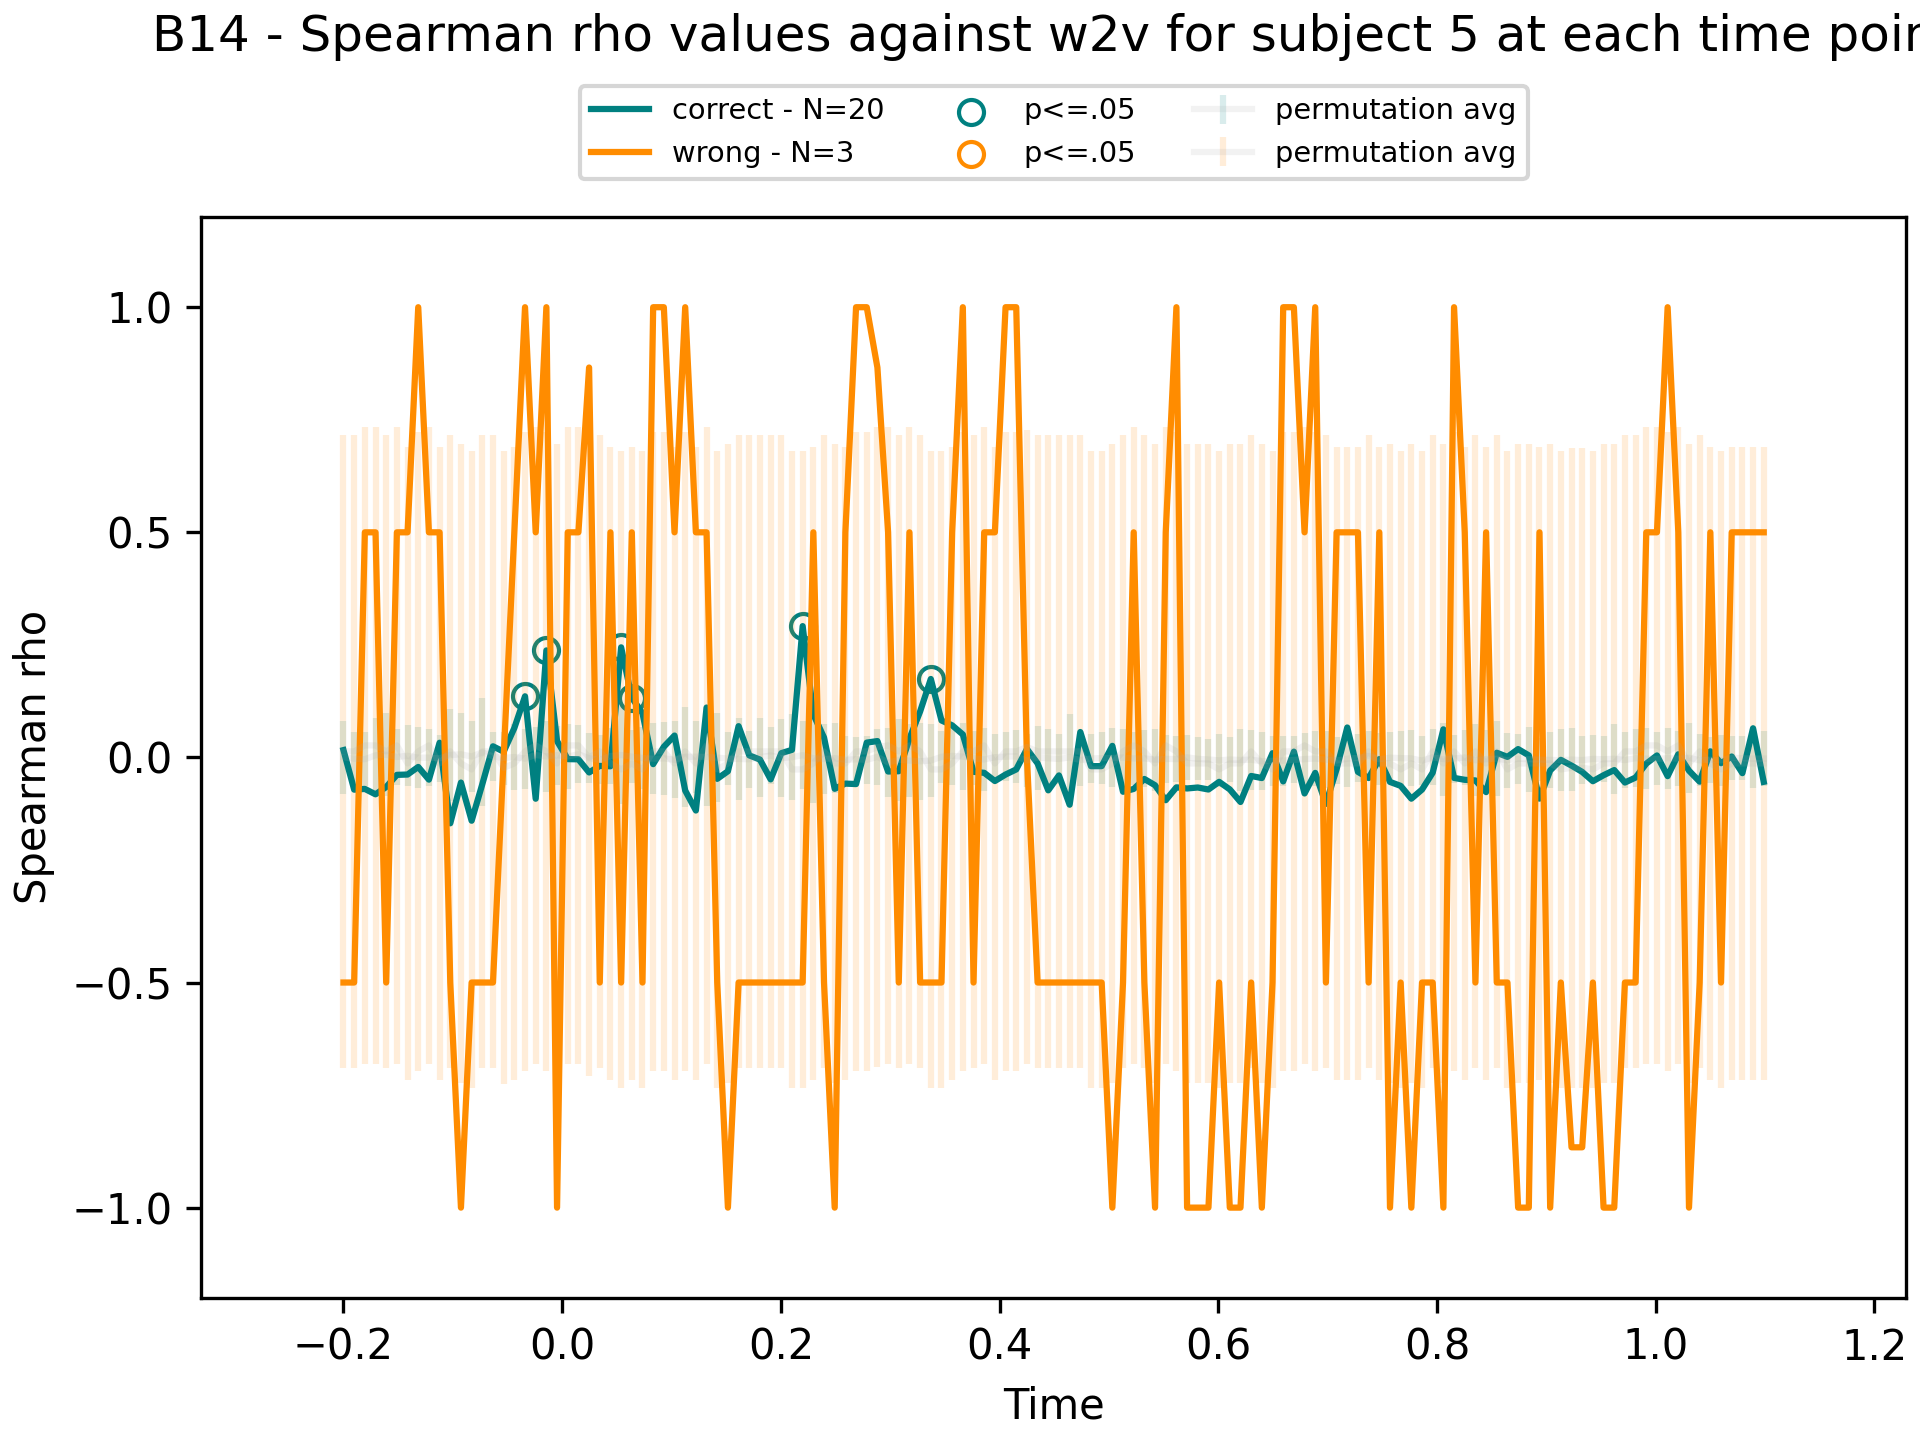 B14 - Spearman rho values against w2v for subject 5 at each time poin
correct - N=20
wrong - N=3
p<=.05
p<=.05
permutation avg
permutation avg
1.0
0.5
0.0
−0.5
−1.0
Spearman rho
−0.2 0.0 0.2 0.4 0.6 0.8 1.0 1.2
Time